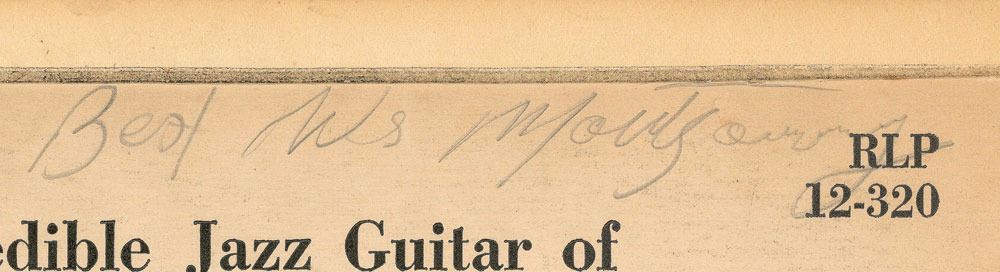 Best Wes Montgomery
RLP
12-320
edible Jazz Guitar of